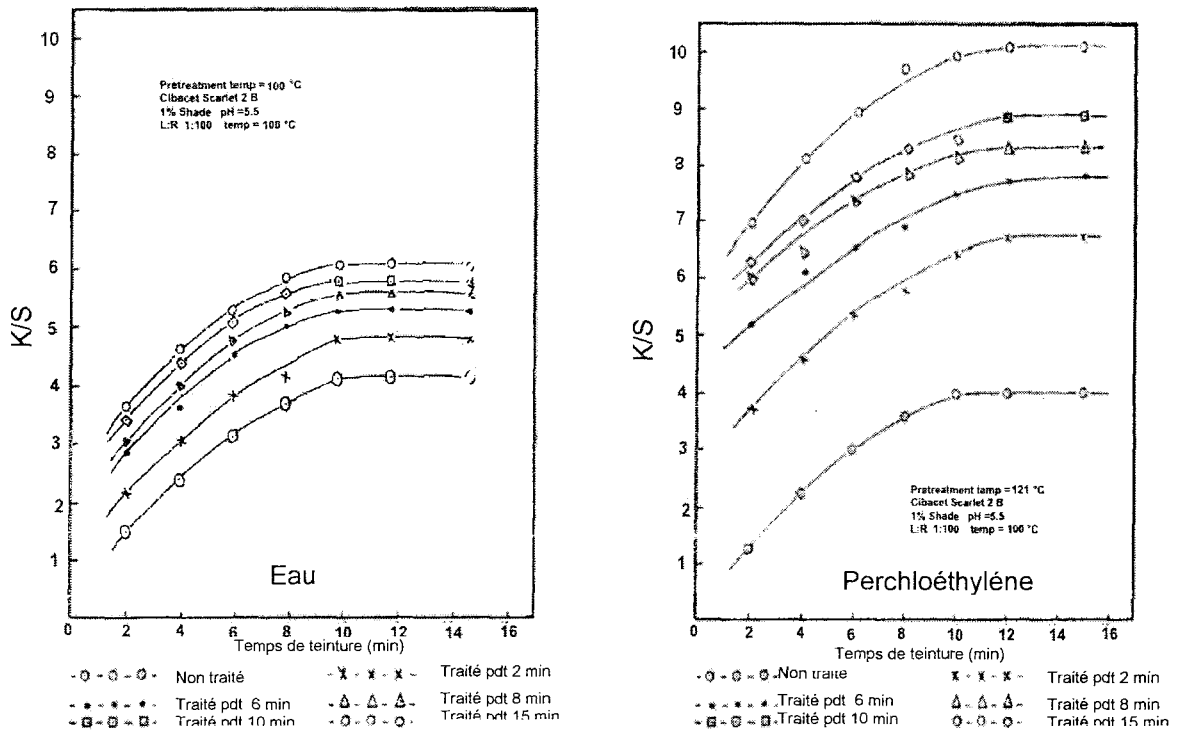 10
9
8
7
6
5
4
3
2
1
K/S
Pretreatment temp = 100 °C
Cibacet Scarlet 2 B
1% Shade pH =5.5
L:R 1:100 temp = 100 °C
Eau
0 2 4 6 8 10 12 14 16
Temps de teinture (min)
Non traité
Traité pdt 2 min
Traité pdt 6 min
Traité pdt 8 min
Traité pdt 10 min
Traité pdt 15 min
10
9
8
7
6
5
4
3
2
1
K/S
Pretreatment tamp = 121 °C
Cibacet Scarlet 2 B
1% Shade pH =5.5
L:R 1:100 temp = 100 °C
Perchloéthyléne
0 2 4 6 8 10 12 14 16
Temps de teinture (min)
Non traité
Traité pdt 2 min
Traité pdt 6 min
Traité pdt 8 min
Traité pdt 10 min
Traité pdt 15 min